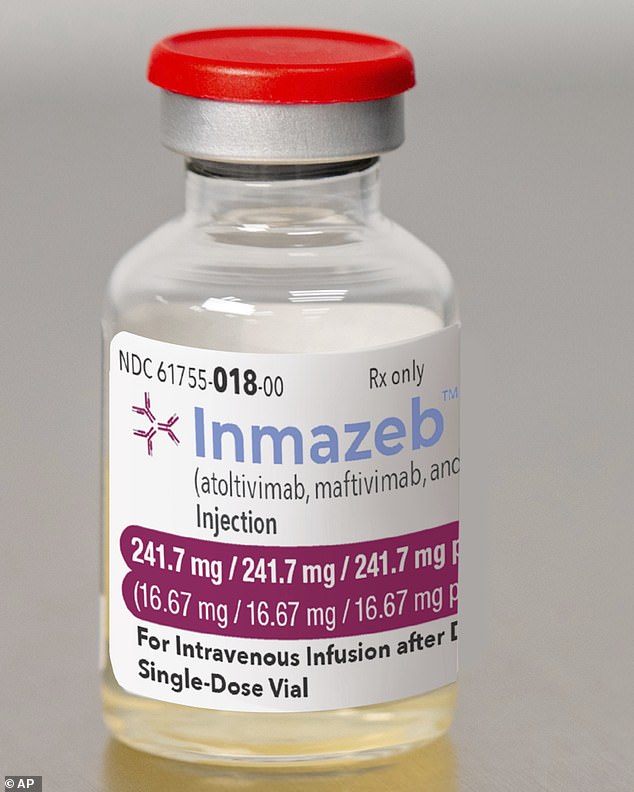 NDC 61755-018-00
Rx only
Inmazeb™
(atoltivimab, maftivimab, and
Injection
241.7 mg / 241.7 mg / 241.7 mg p
(16.67 mg / 16.67 mg / 16.67 mg p
For Intravenous Infusion after D
Single-Dose Vial
© AP